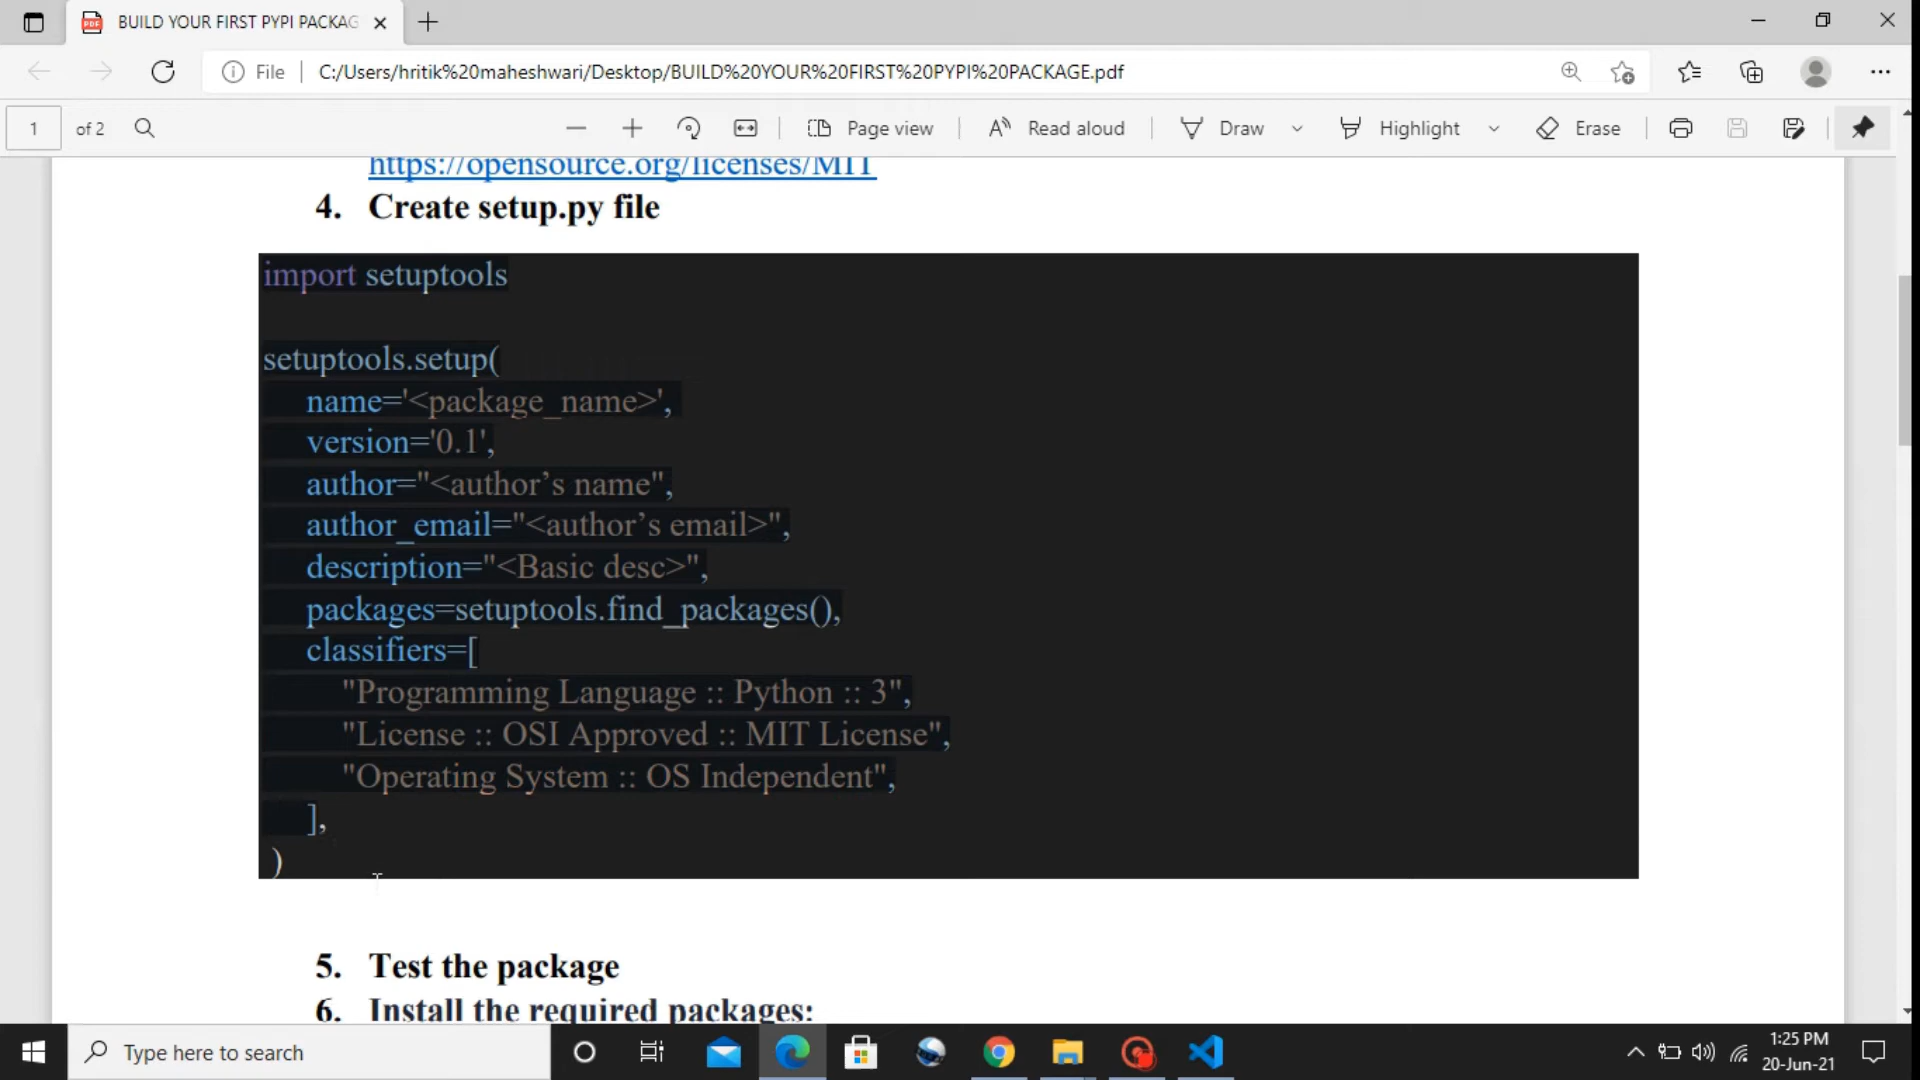 BUILD YOUR FIRST PYPI PACKAG
File
C:/Users/hritik%20maheshwari/Desktop/BUILD%20YOUR%20FIRST%20PYPI%20PACKAGE.pdf
1 of 2
Page view
Read aloud
Draw
Highlight
Erase
https://opensource.org/licenses/MIT
4. Create setup.py file
import setuptools
setuptools.setup(
name='<package_name>',
version='0.1',
author="<author’s name",
author_email="<author’s email>",
description="<Basic desc>",
packages=setuptools.find_packages(),
classifiers=[
"Programming Language :: Python :: 3",
"License :: OSI Approved :: MIT License",
"Operating System :: OS Independent",
],
)
5. Test the package
6. Install the required packages:
Type here to search
1:25 PM
20-Jun-21